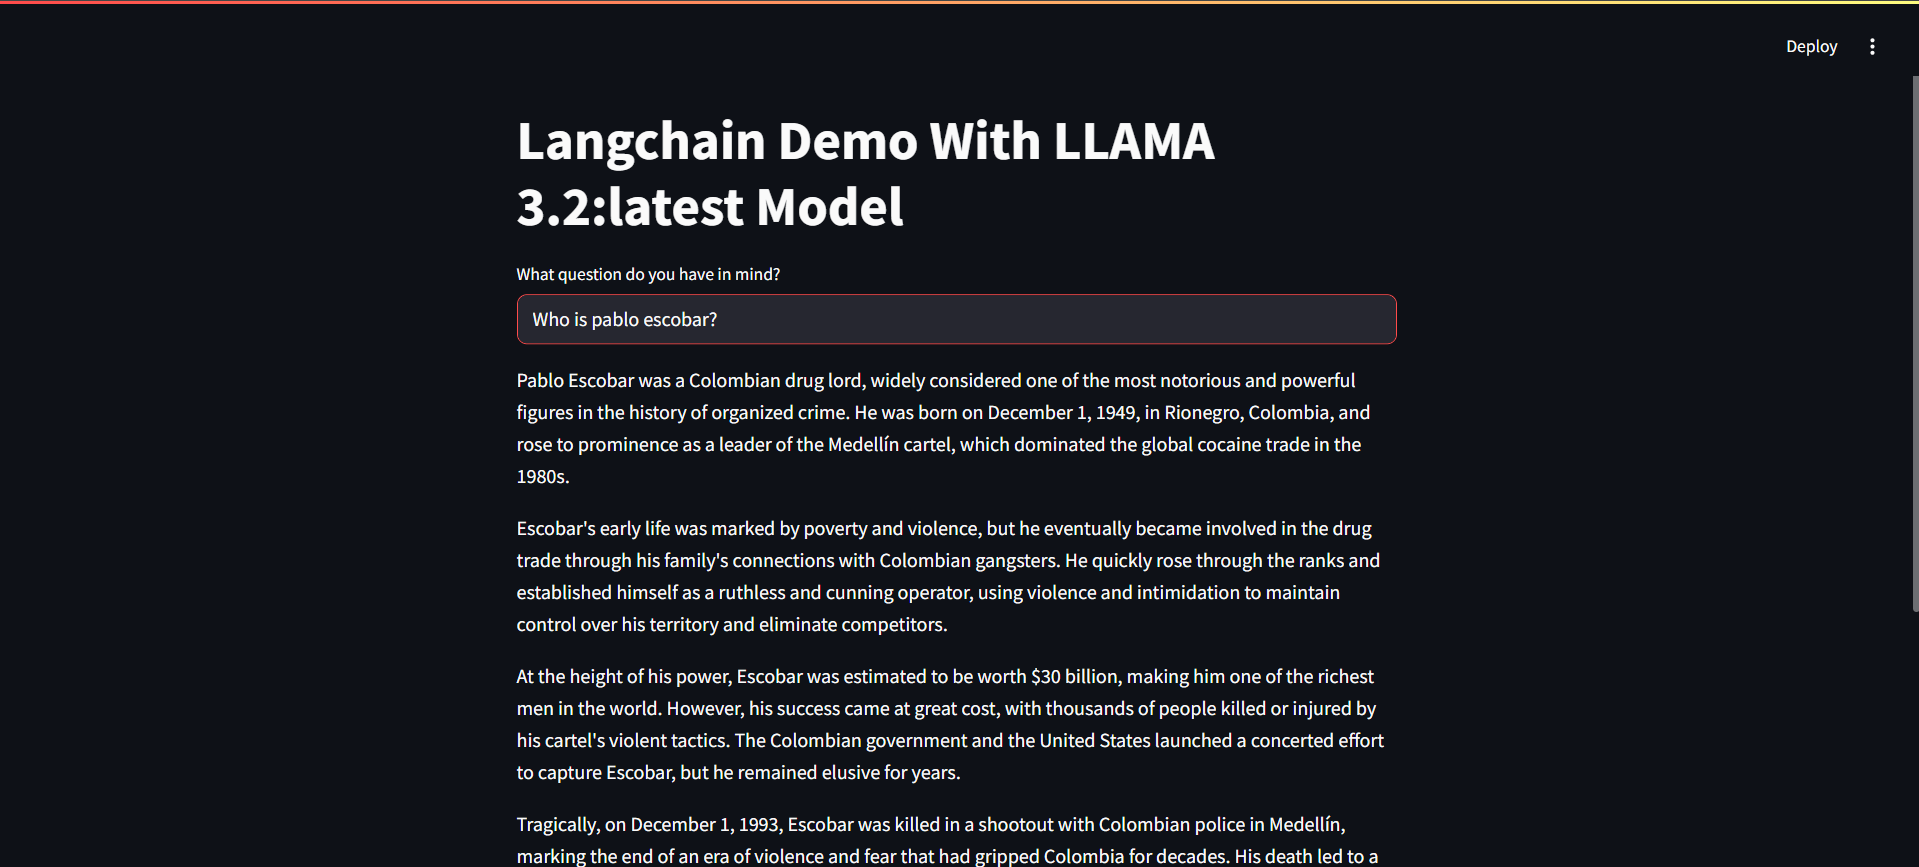 Deploy
Langchain Demo With LLAMA
3.2:latest Model
What question do you have in mind?
Who is pablo escobar?
Pablo Escobar was a Colombian drug lord, widely considered one of the most notorious and powerful
figures in the history of organized crime. He was born on December 1, 1949, in Rionegro, Colombia, and
rose to prominence as a leader of the Medellín cartel, which dominated the global cocaine trade in the
1980s.
Escobar's early life was marked by poverty and violence, but he eventually became involved in the drug
trade through his family's connections with Colombian gangsters. He quickly rose through the ranks and
established himself as a ruthless and cunning operator, using violence and intimidation to maintain
control over his territory and eliminate competitors.
At the height of his power, Escobar was estimated to be worth $30 billion, making him one of the richest
men in the world. However, his success came at great cost, with thousands of people killed or injured by
his cartel's violent tactics. The Colombian government and the United States launched a concerted effort
to capture Escobar, but he remained elusive for years.
Tragically, on December 1, 1993, Escobar was killed in a shootout with Colombian police in Medellín,
marking the end of an era of violence and fear that had gripped Colombia for decades. His death led to a